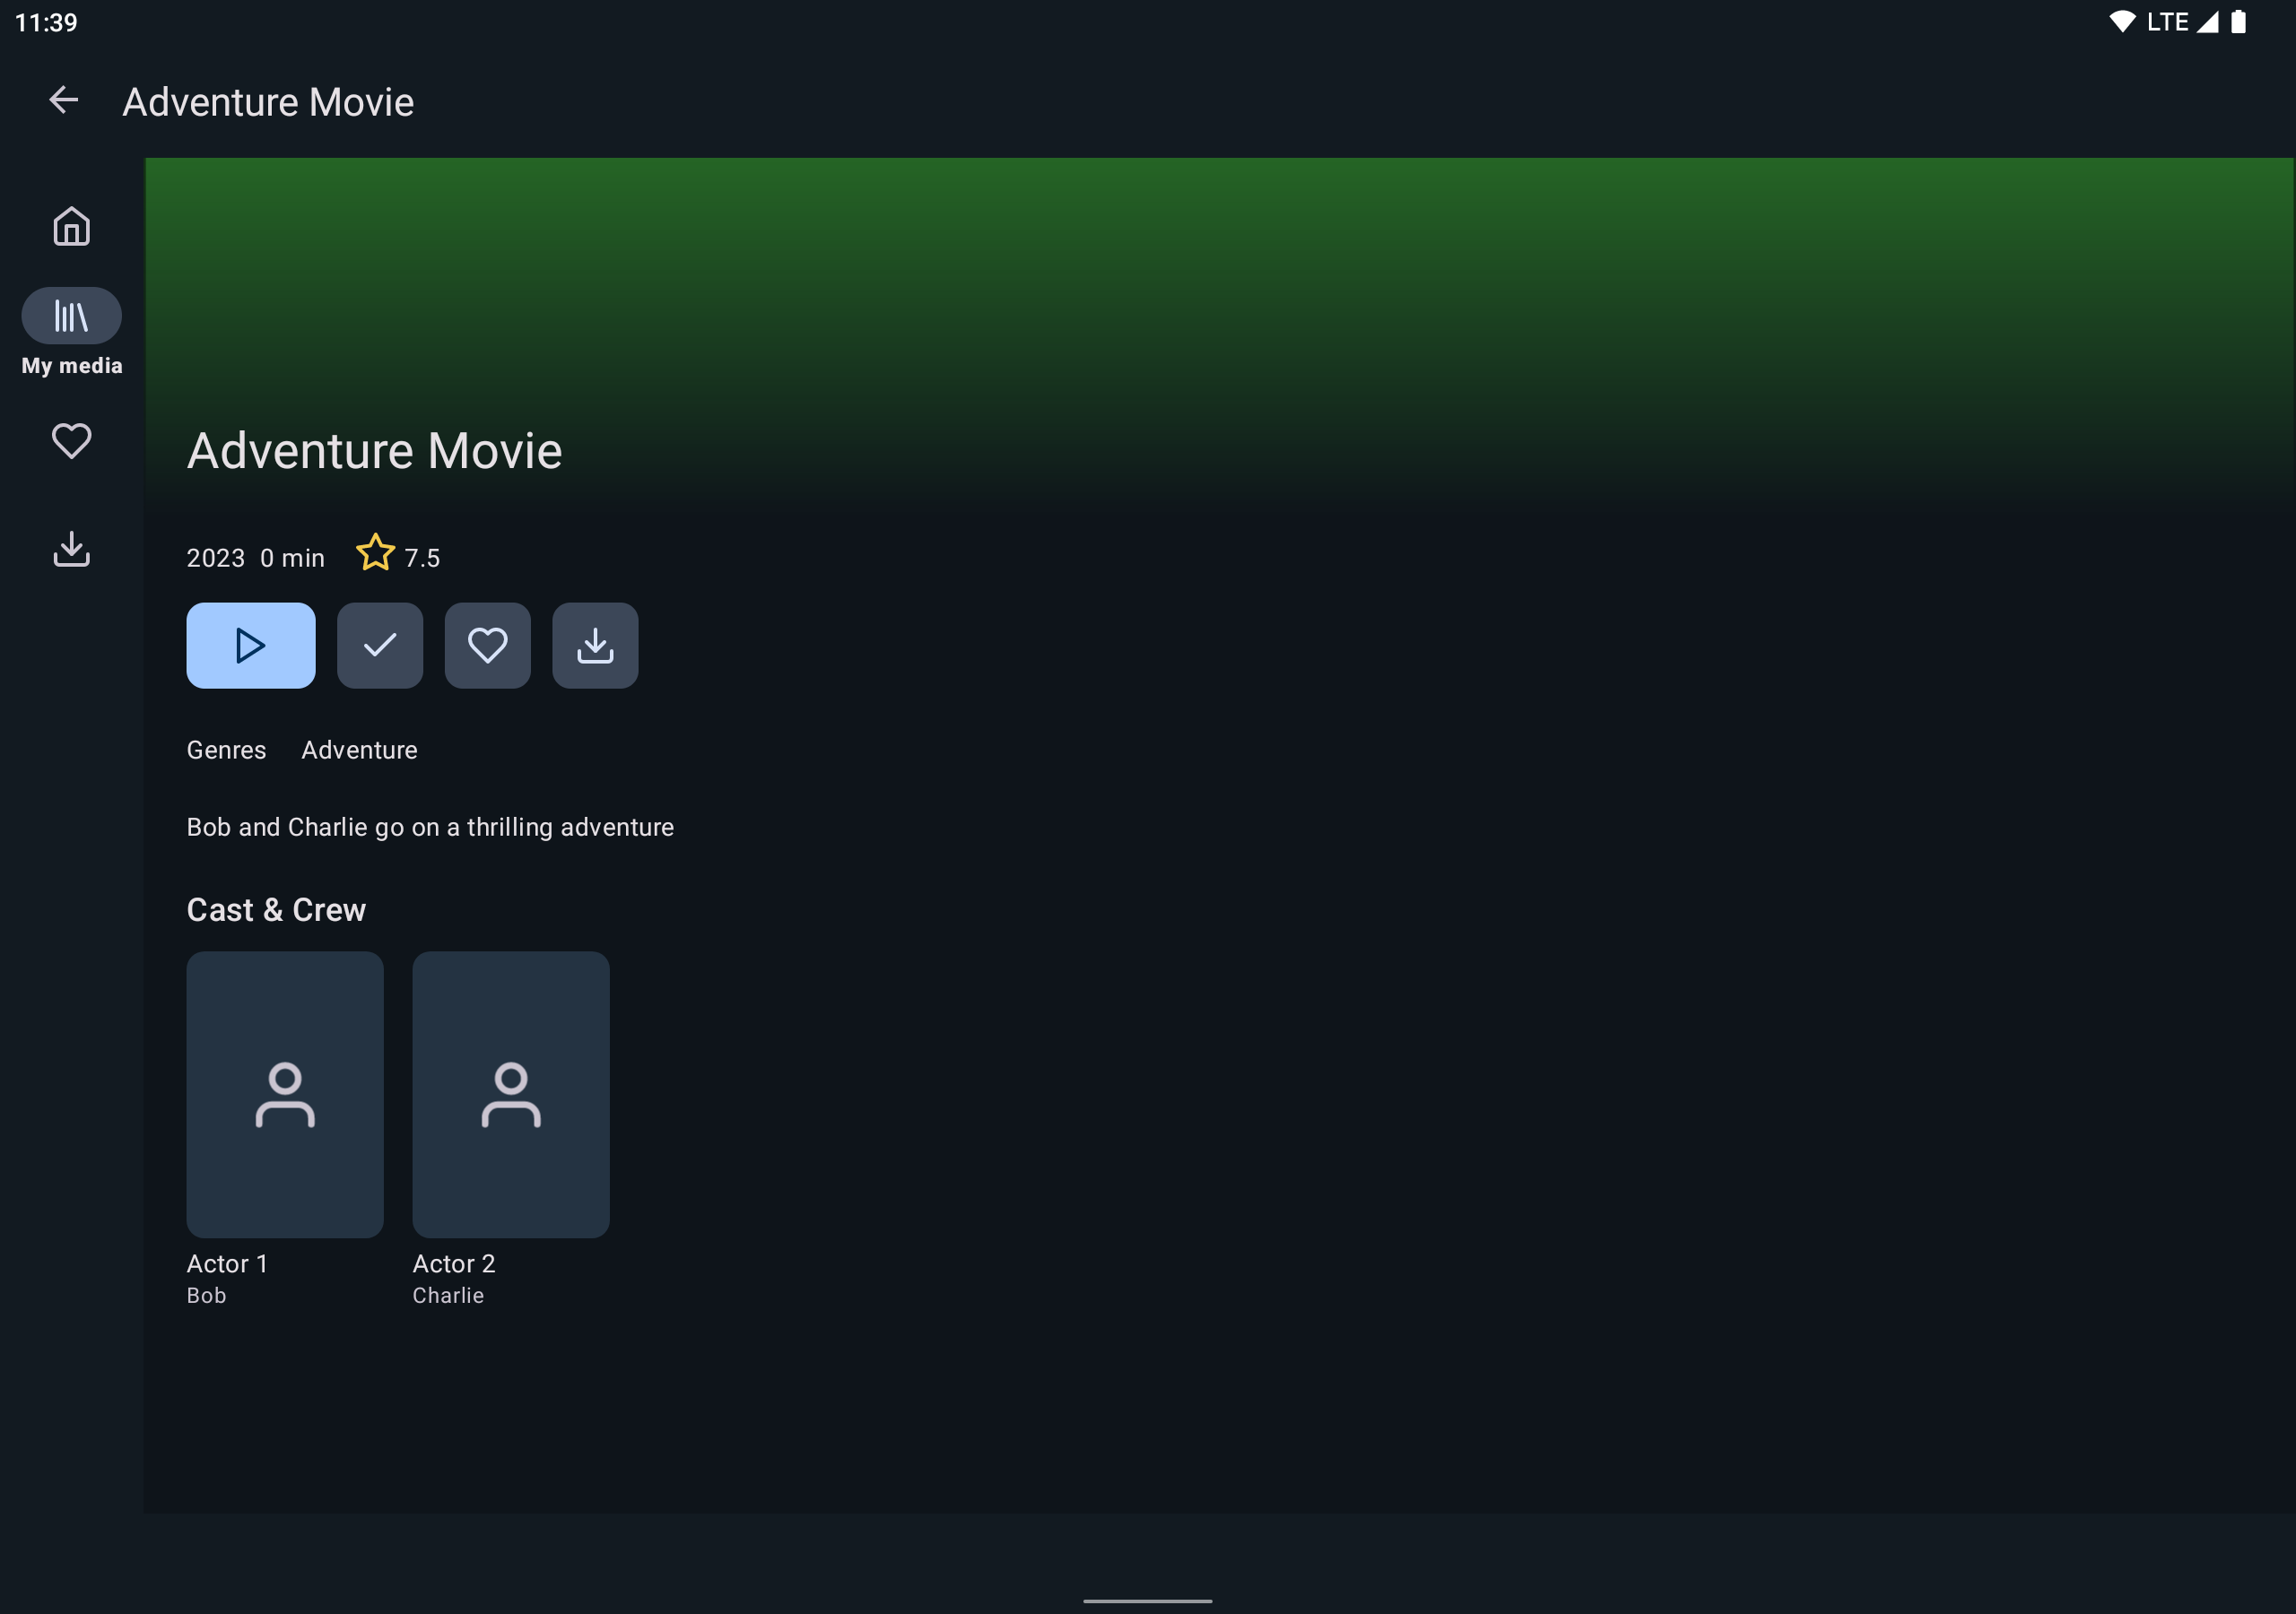 11:39
LTE
Adventure Movie
My media
Adventure Movie
2023 0 min 7.5
Genres Adventure
Bob and Charlie go on a thrilling adventure
Cast & Crew
Actor 1 Actor 2
Bob Charlie